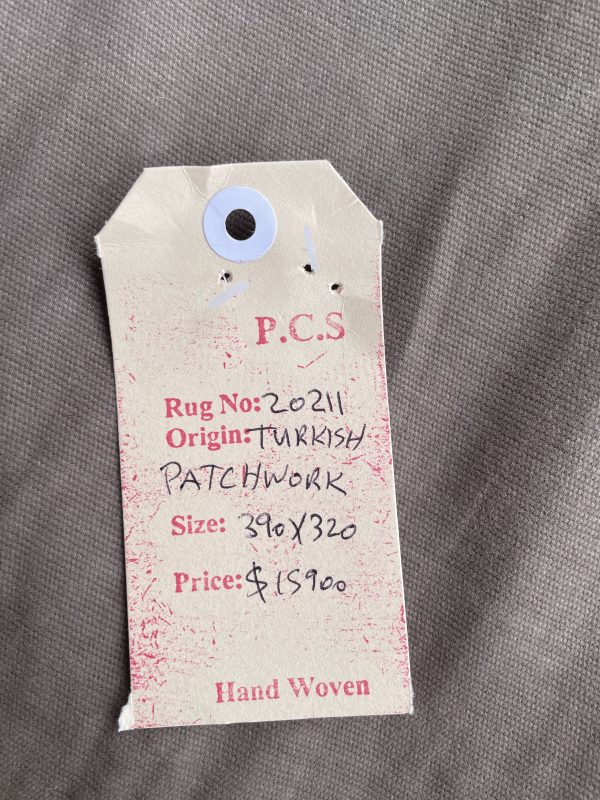 P.C.S
Rug No: 20211
Origin: TURKISH
PATCHWORK
Size: 390X320
Price: $15900
Hand Woven